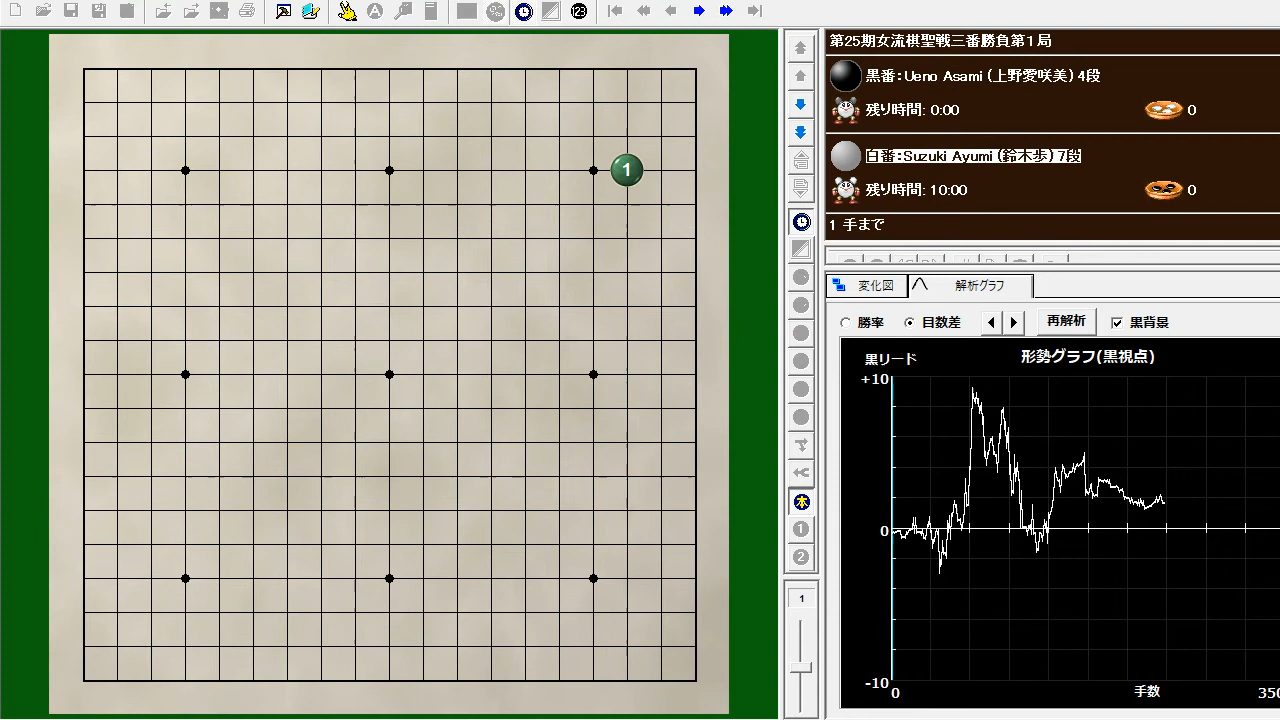 第25期女流棋聖戦三番勝負第1局
黒番:Ueno Asami (上野愛咲美) 4段
残り時間: 0:00
0
白番:Suzuki Ayumi (鈴木歩) 7段
残り時間: 10:00
0
1 手まで
変化図
解析グラフ
勝率
目数差
再解析
黒背景
形勢グラフ(黒視点)
黒リード
+10
0
-10
0
手数
350
1
1
2
1
A
123